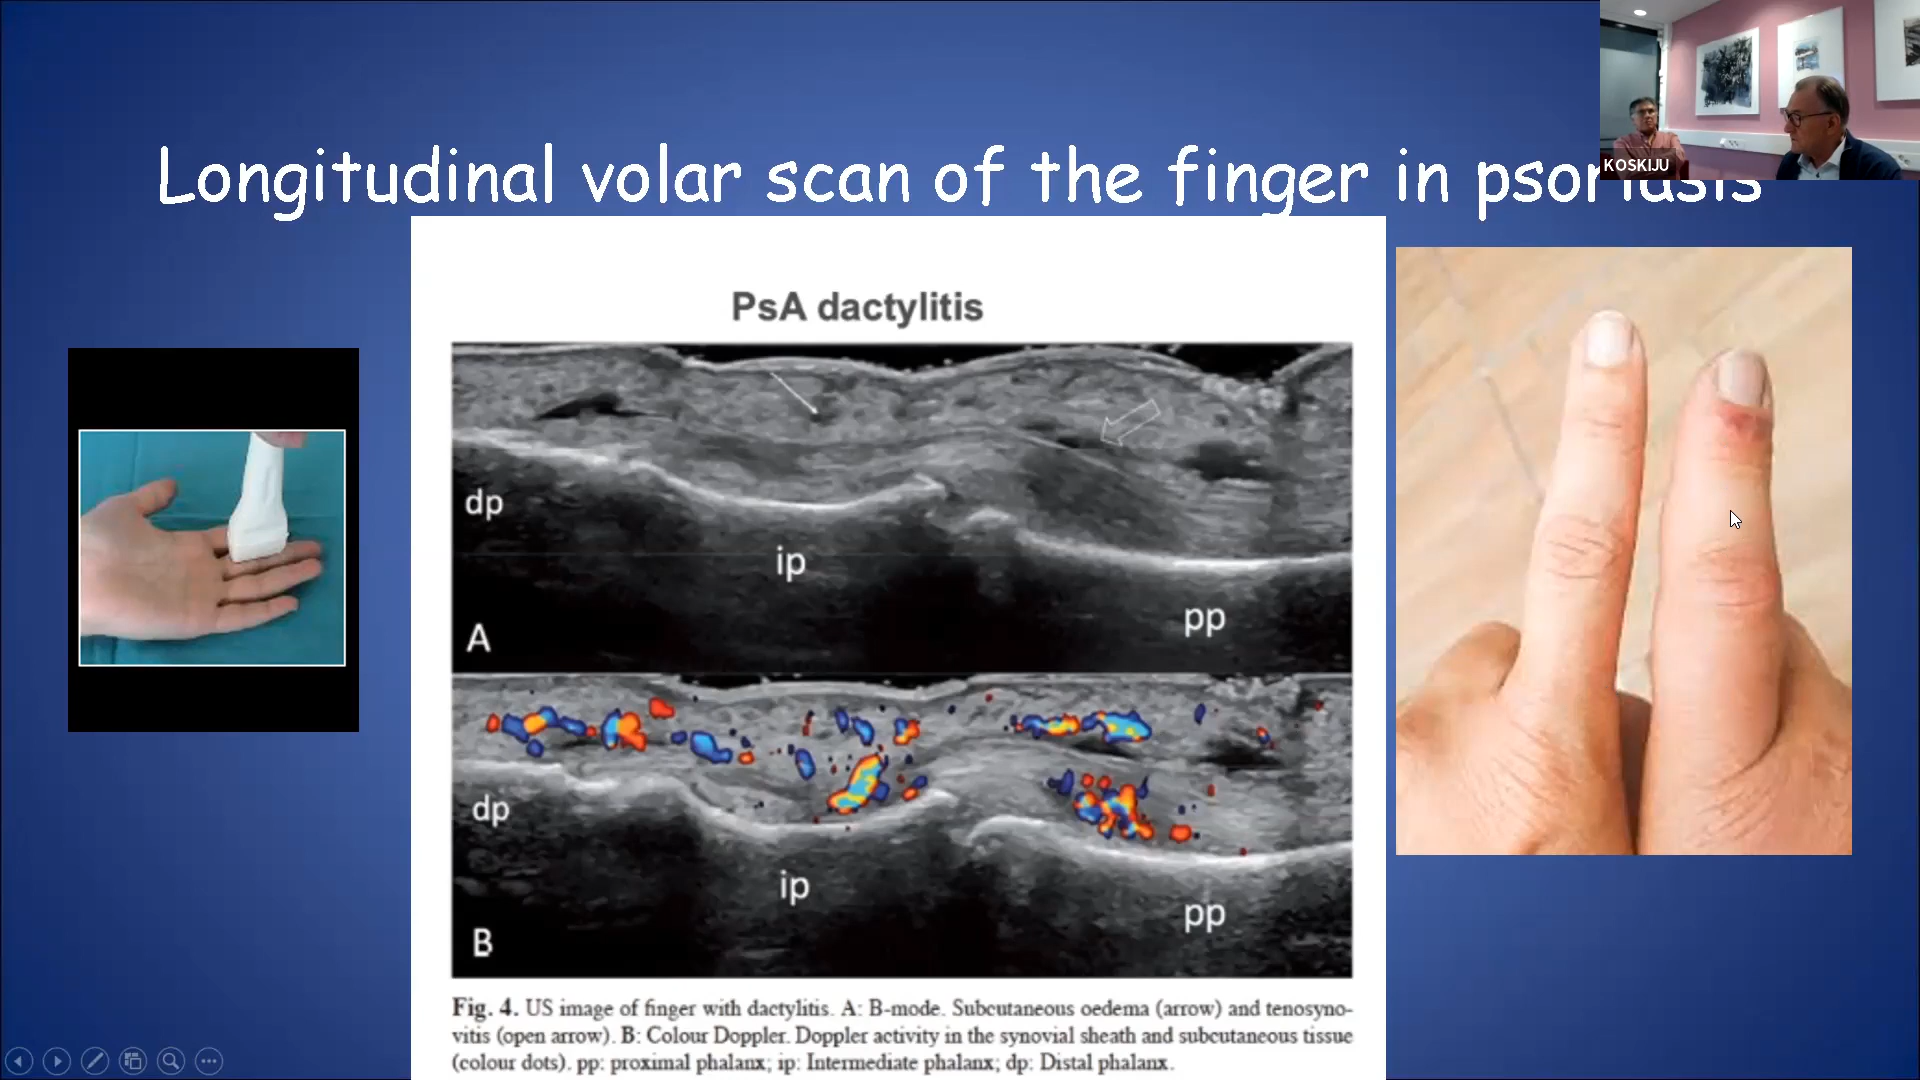 Longitudinal volar scan of the finger in psoriasis
KOSKIJU
PsA dactylitis
dp
ip
pp
A
dp
ip
pp
B
Fig. 4. US image of finger with dactylitis. A: B-mode. Subcutaneous oedema (arrow) and tenosyno-
vitis (open arrow). B: Colour Doppler. Doppler activity in the synovial sheath and subcutaneous tissue
(colour dots). pp: proximal phalanx; ip: Intermediate phalanx; dp: Distal phalanx.